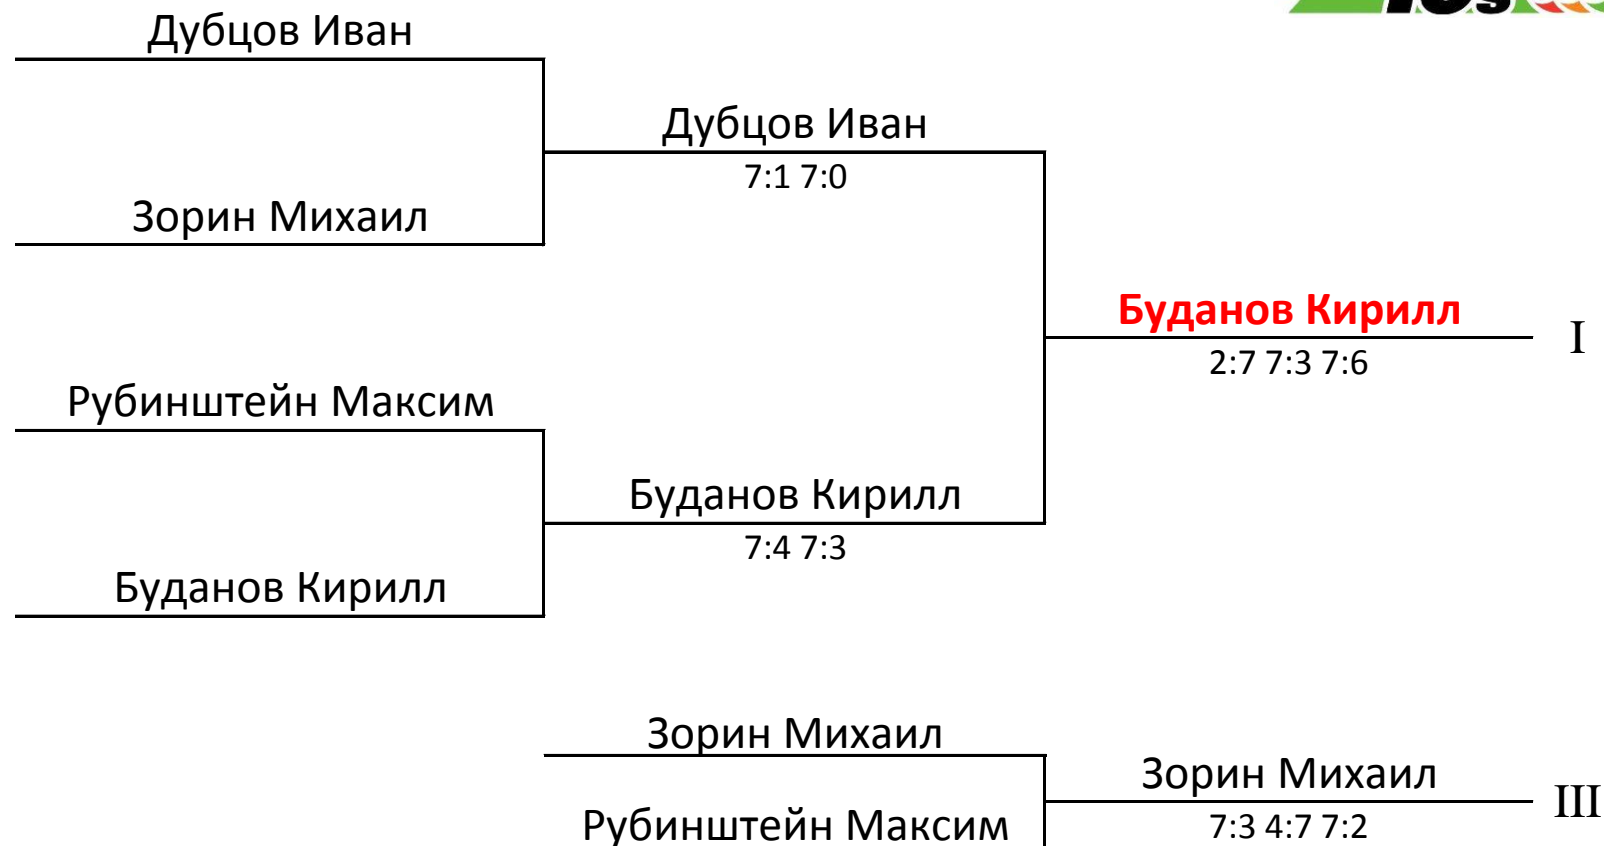 Дубцов Иван
Дубцов Иван
7:1 7:0
Зорин Михаил
Буданов Кирилл
I
2:7 7:3 7:6
Рубинштейн Максим
Буданов Кирилл
7:4 7:3
Буданов Кирилл
Зорин Михаил
Зорин Михаил
III
Рубинштейн Максим
7:3 4:7 7:2